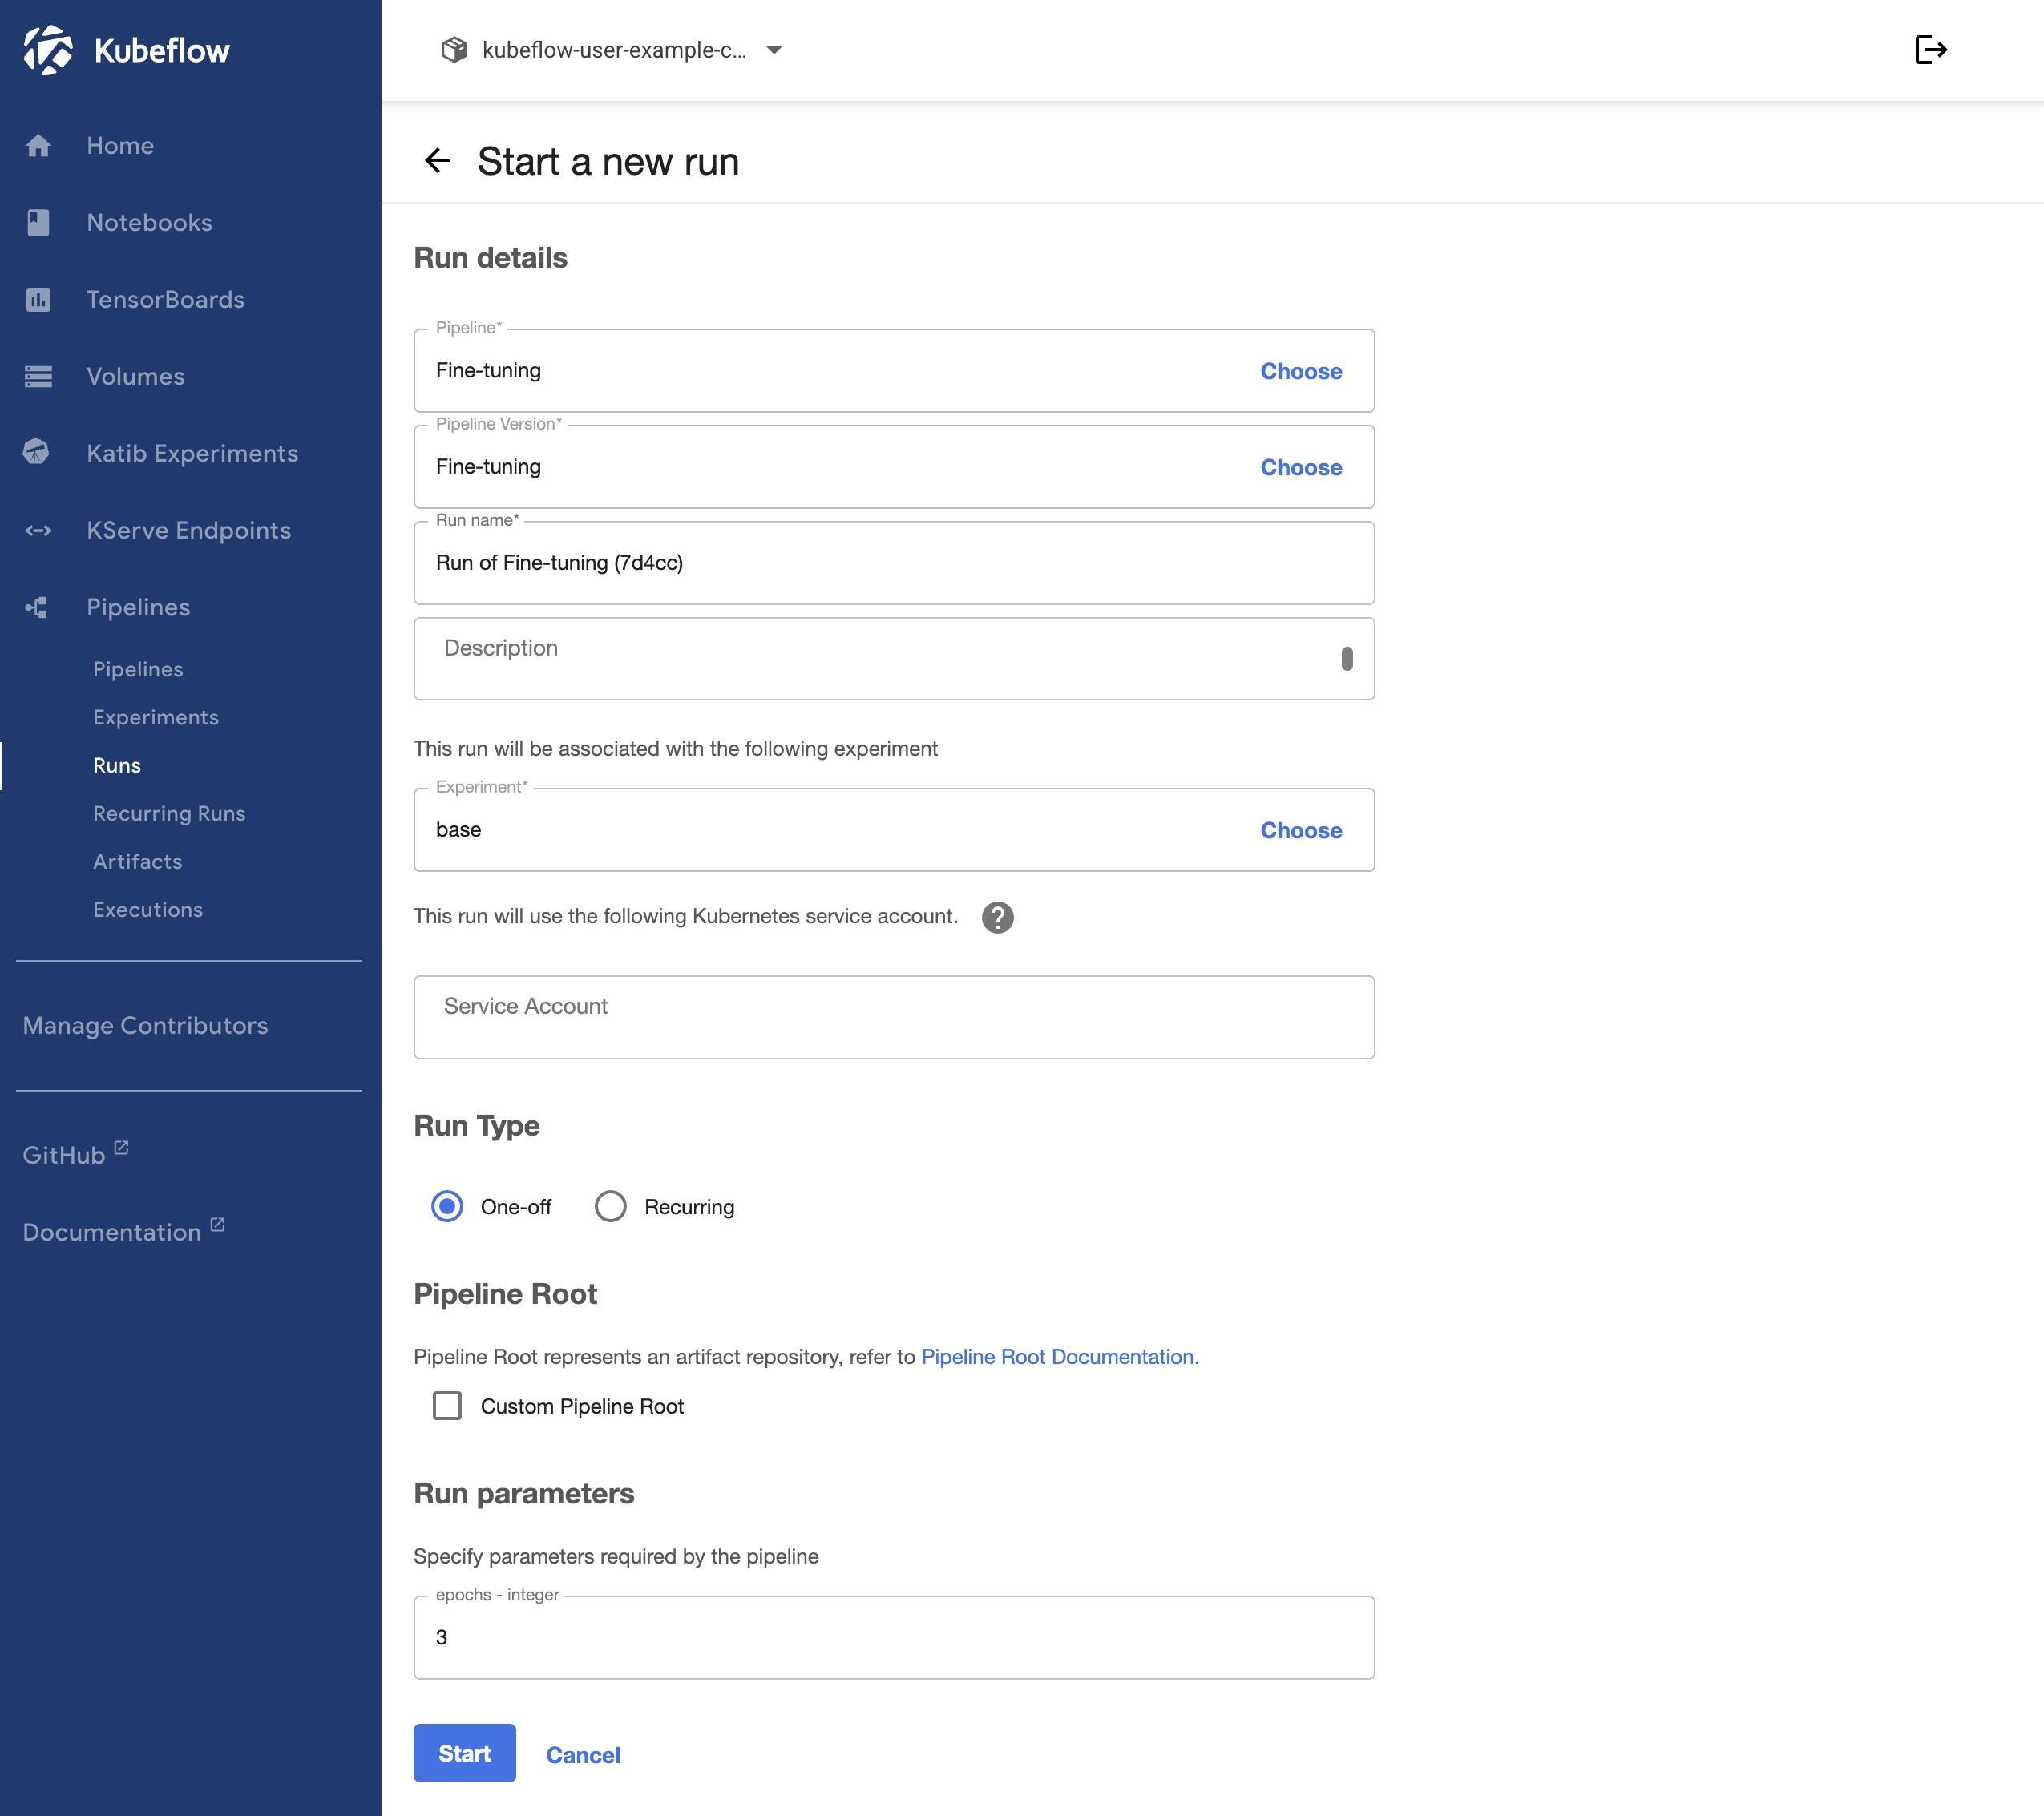 Kubeflow
Home
Notebooks
TensorBoards
Volumes
Katib Experiments
KServe Endpoints
Pipelines
Pipelines
Experiments
Runs
Recurring Runs
Artifacts
Executions
Manage Contributors
GitHub
Documentation
kubeflow-user-example-c...
Start a new run
Run details
Pipeline*
Fine-tuning
Choose
Pipeline Version*
Fine-tuning
Choose
Run name*
Run of Fine-tuning (7d4cc)
Description
This run will be associated with the following experiment
Experiment*
base
Choose
This run will use the following Kubernetes service account. ?
Service Account
Run Type
One-off
Recurring
Pipeline Root
Pipeline Root represents an artifact repository, refer to Pipeline Root Documentation.
Custom Pipeline Root
Run parameters
Specify parameters required by the pipeline
epochs - integer
3
Start
Cancel